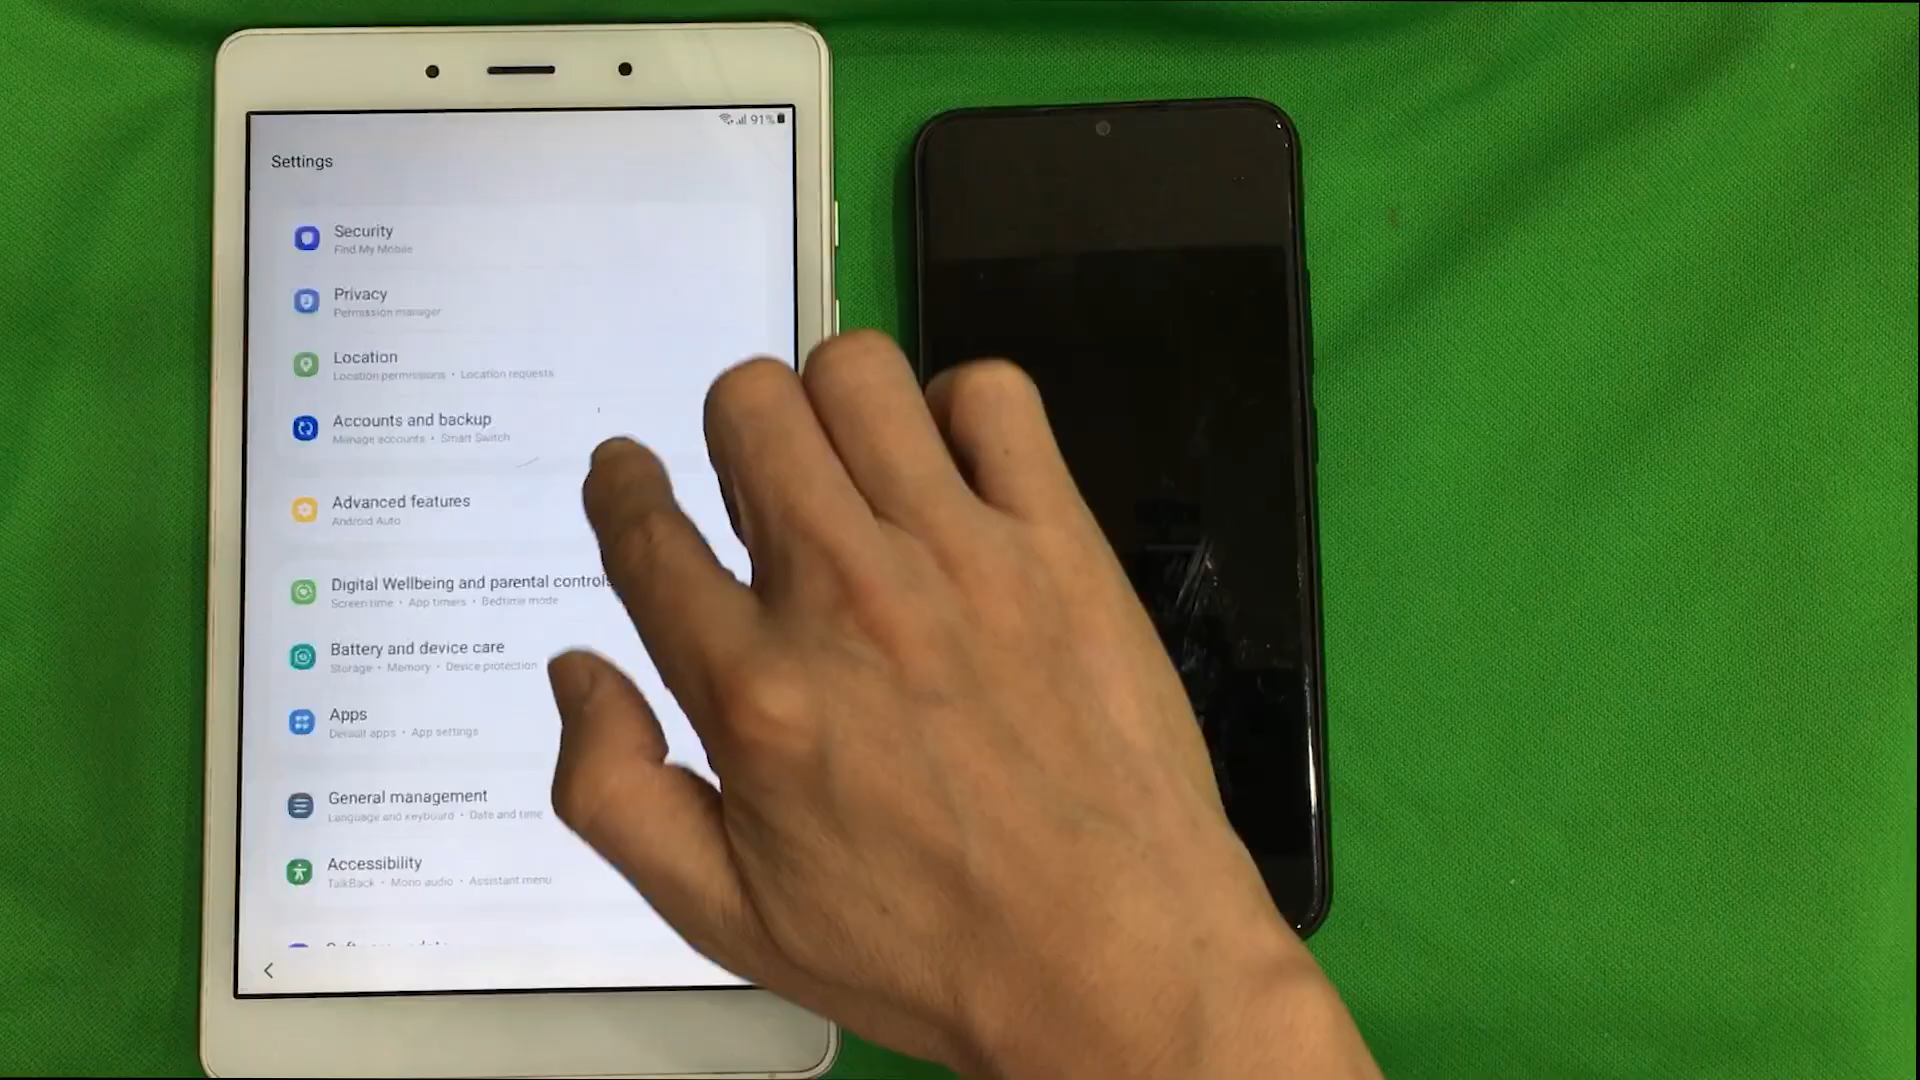 91%
Settings
Security
Find My Mobile
Privacy
Permission manager
Location
Location permissions • Location requests
Accounts and backup
Manage accounts • Smart Switch
Advanced features
Android Auto
Digital Wellbeing and parental controls
Screen time • App timers • Bedtime mode
Battery and device care
Storage • Memory • Device protection
Apps
Default apps • App settings
General management
Language and keyboard • Date and time
Accessibility
TalkBack • Mono audio • Assistant menu